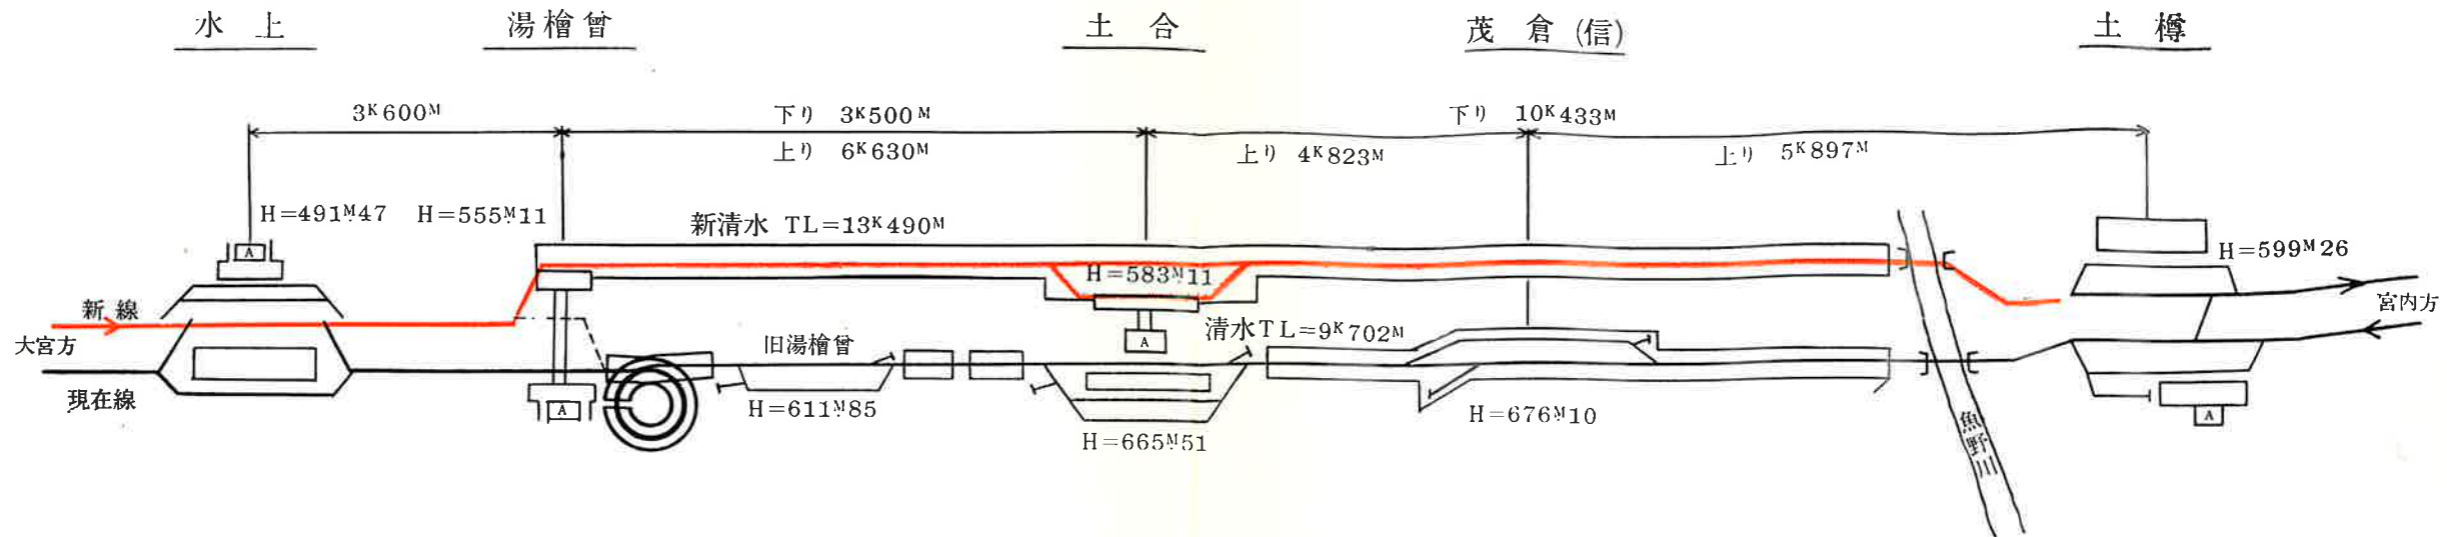 水上
湯檜曾
土合
茂倉(信)
土樽
3K600M
下り 3K500M
上り 6K630M
下り 10K433M
上り 4K823M
上り 5K897M
H=491M47
H=555M11
新清水 TL=13K490M
H=583M11
H=599M26
A
新線
大宮方
現在線
旧湯檜曾
清水TL=9K702M
宮内方
A
A
A
H=611M85
H=665M51
H=676M10
魚野川